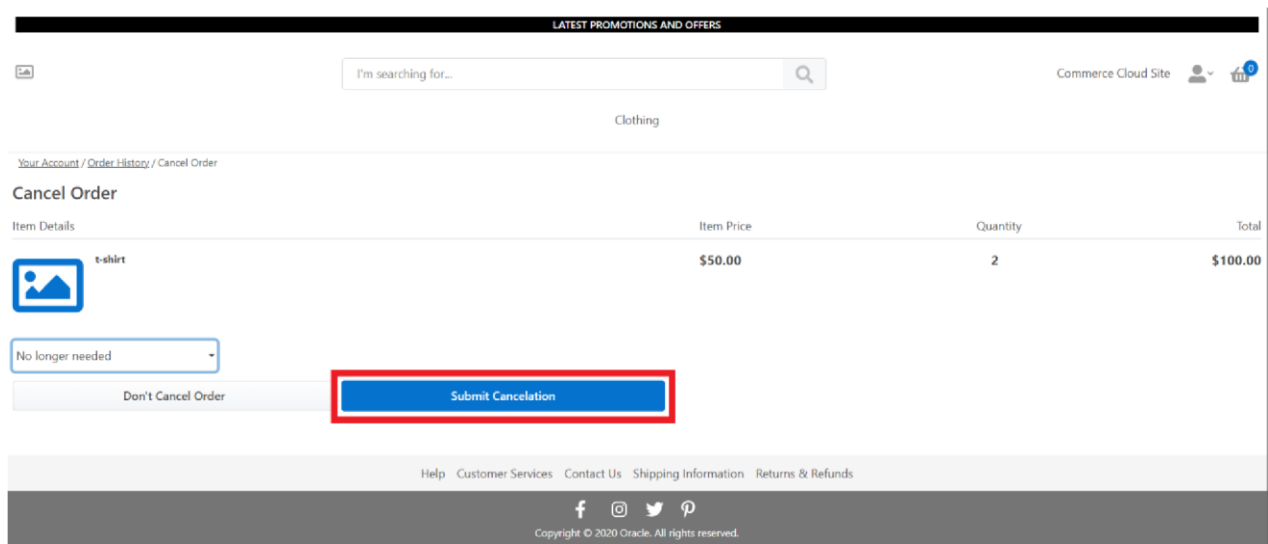 LATEST PROMOTIONS AND OFFERS
I'm searching for...
Commerce Cloud Site
0
Clothing
Your Account / Order History / Cancel Order
Cancel Order
Item Details Item Price Quantity Total
t-shirt $50.00 2 $100.00
No longer needed
Don't Cancel Order Submit Cancelation
Help Customer Services Contact Us Shipping Information Returns & Refunds
Copyright © 2020 Oracle. All rights reserved.